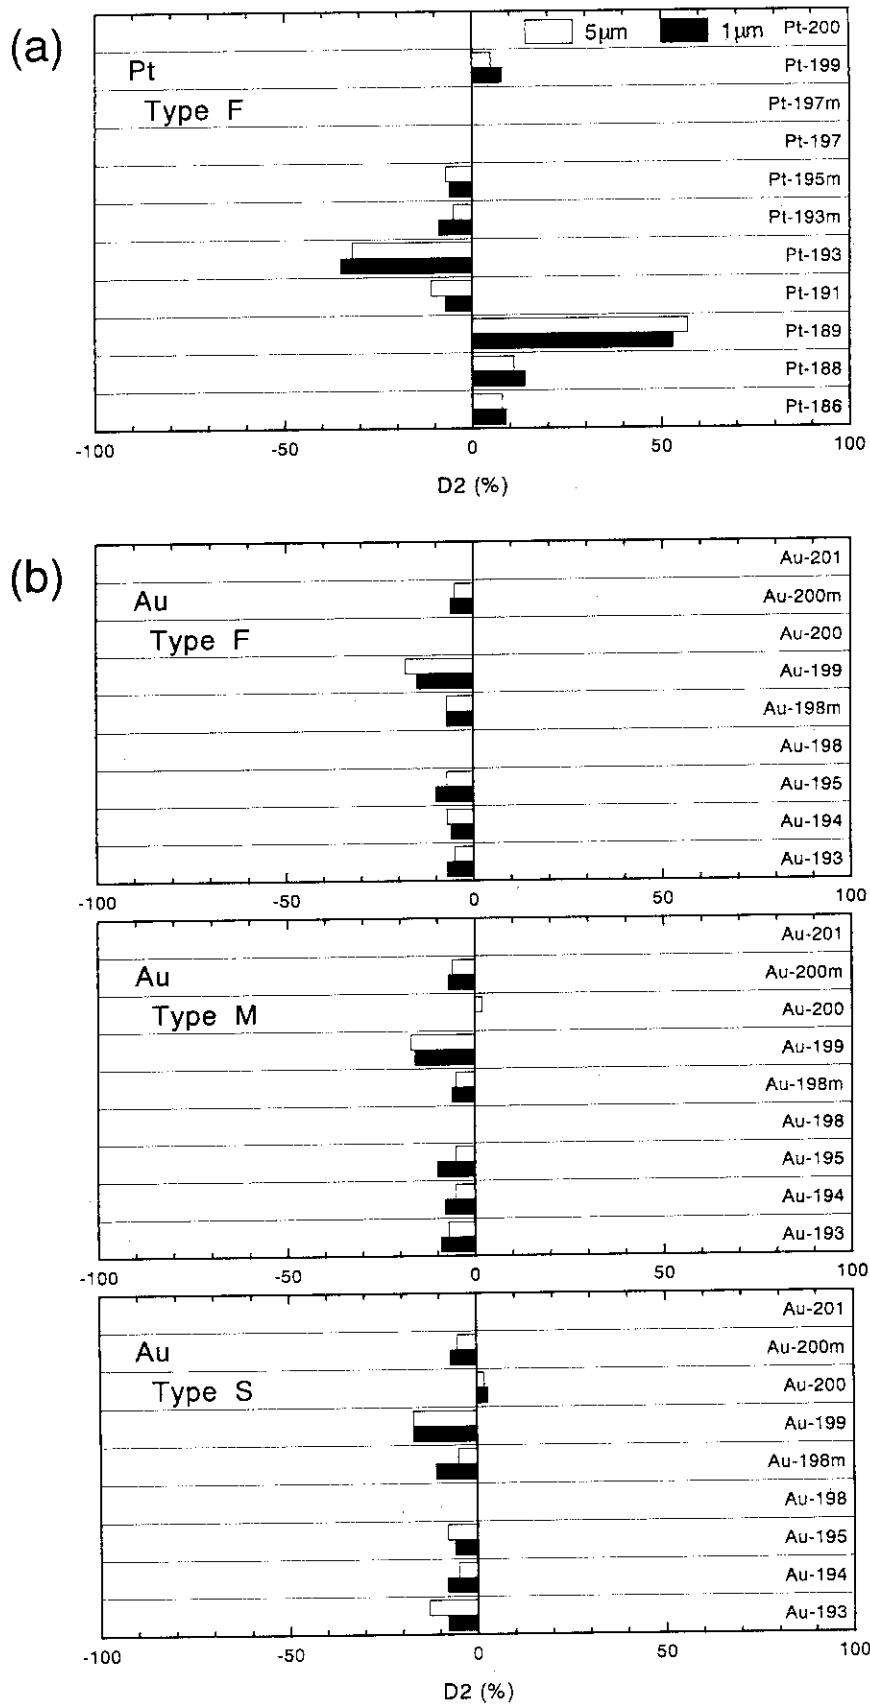 (a)
5μm 1μm Pt-200
Pt Pt-199
Type F Pt-197m
Pt-197
Pt-195m
Pt-193m
Pt-193
Pt-191
Pt-189
Pt-188
Pt-186
-100 -50 0 50 100
D2 (%)
(b)
Au-201
Au Au-200m
Type F Au-200
Au-199
Au-198m
Au-198
Au-195
Au-194
Au-193
-100 -50 0 50 100
Au-201
Au Au-200m
Type M Au-200
Au-199
Au-198m
Au-198
Au-195
Au-194
Au-193
-100 -50 0 50 100
Au-201
Au Au-200m
Type S Au-200
Au-199
Au-198m
Au-198
Au-195
Au-194
Au-193
-100 -50 0 50 100
D2 (%)